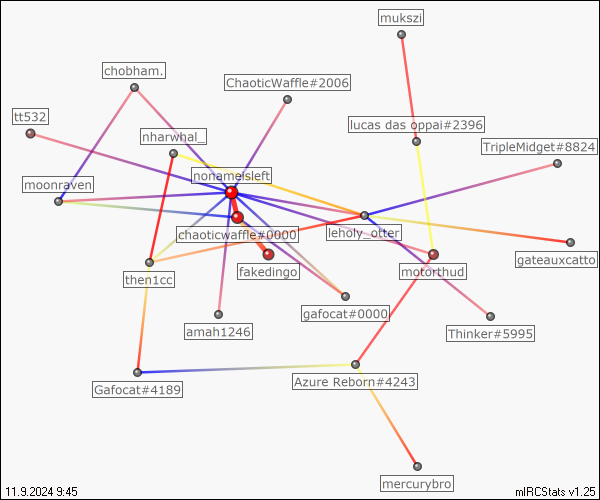 mukszi
chobham.
ChaoticWaffle#2006
tt532
lucas das oppai#2396
nharwhal_
TripleMidget#8824
nonameisleft
moonraven
chaoticwaffle#0000
leholy_otter
gateauxcatto
fakedingo
motorthud
then1cc
gafocat#0000
amah1246
Thinker#5995
Gafocat#4189
Azure Reborn#4243
mercurybro
11.9.2024 9:45
mIRCStats v1.25